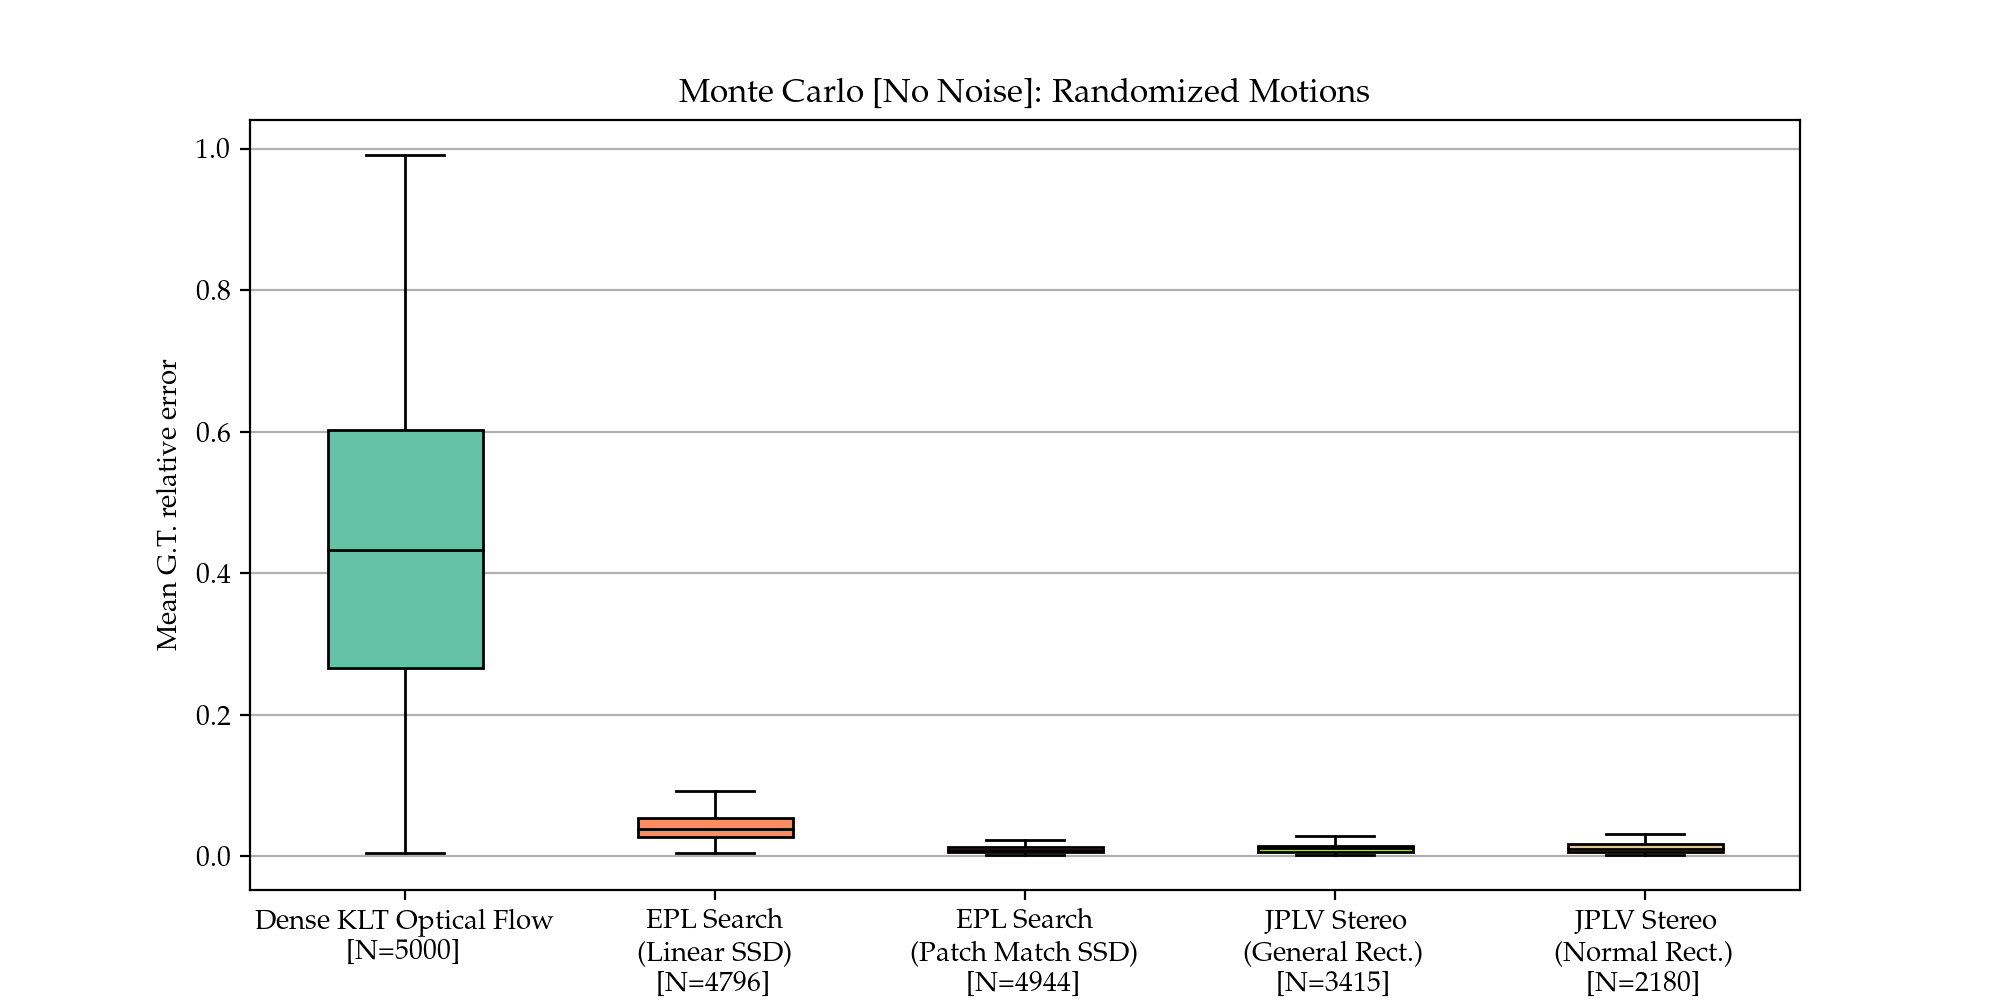 Monte Carlo [No Noise]: Randomized Motions
Mean G.T. relative error
1.0
0.8
0.6
0.4
0.2
0.0
Dense KLT Optical Flow
[N=5000]
EPL Search
(Linear SSD)
[N=4796]
EPL Search
(Patch Match SSD)
[N=4944]
JPLV Stereo
(General Rect.)
[N=3415]
JPLV Stereo
(Normal Rect.)
[N=2180]